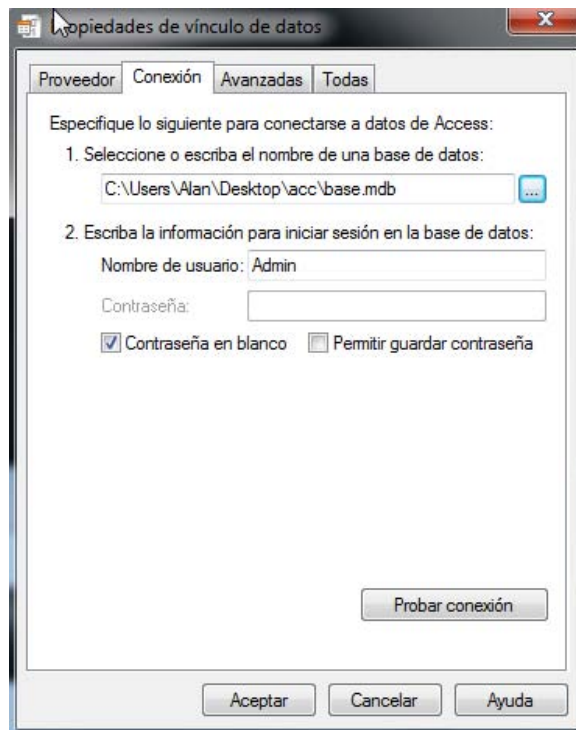 Propiedades de vínculo de datos
Proveedor Conexión Avanzadas Todas
Especifique lo siguiente para conectarse a datos de Access:
1. Seleccione o escriba el nombre de una base de datos:
C:\Users\Alan\Desktop\acc\base.mdb ...
2. Escriba la información para iniciar sesión en la base de datos:
Nombre de usuario: Admin
Contraseña:
Contraseña en blanco Permitir guardar contraseña
Probar conexión
Aceptar Cancelar Ayuda